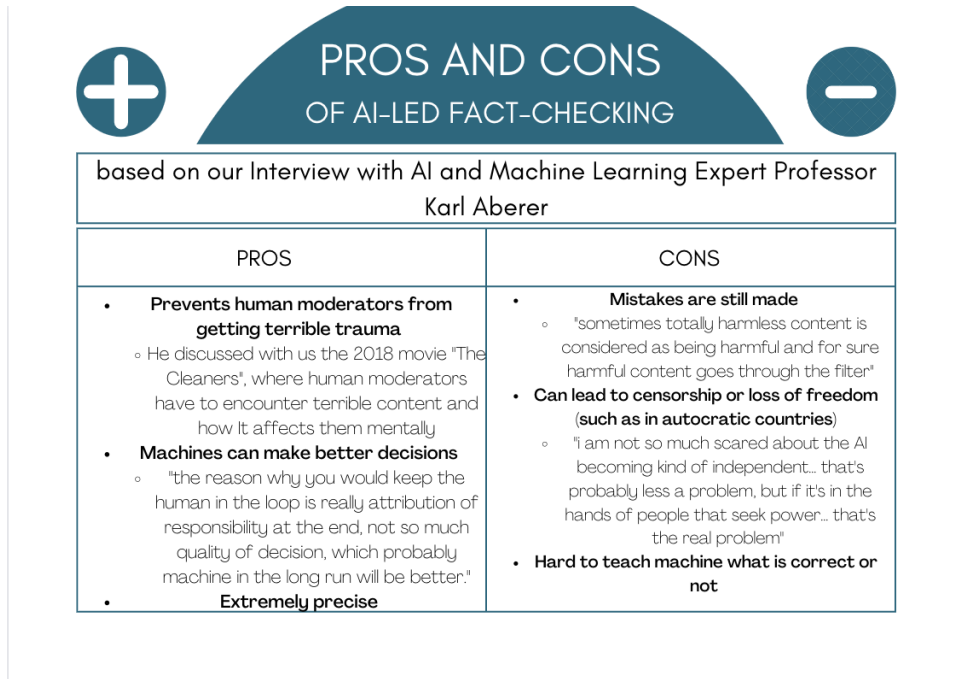 PROS AND CONS
OF AI-LED FACT-CHECKING
based on our Interview with AI and Machine Learning Expert Professor
Karl Aberer
PROS
• Prevents human moderators from
getting terrible trauma
◦ He discussed with us the 2018 movie "The
Cleaners", where human moderators
have to encounter terrible content and
how It affects them mentally
• Machines can make better decisions
◦ "the reason why you would keep the
human in the loop is really attribution of
responsibility at the end, not so much
quality of decision, which probably
machine in the long run will be better."
• Extremely precise
CONS
• Mistakes are still made
◦ "sometimes totally harmless content is
considered as being harmful and for sure
harmful content goes through the filter"
• Can lead to censorship or loss of freedom
(such as in autocratic countries)
◦ "i am not so much scared about the AI
becoming kind of independent... that's
probably less a problem, but if it's in the
hands of people that seek power... that's
the real problem"
• Hard to teach machine what is correct or
not